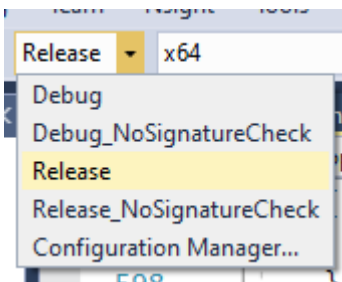 Release x64
Debug
Debug_NoSignatureCheck
Release
Release_NoSignatureCheck
Configuration Manager...